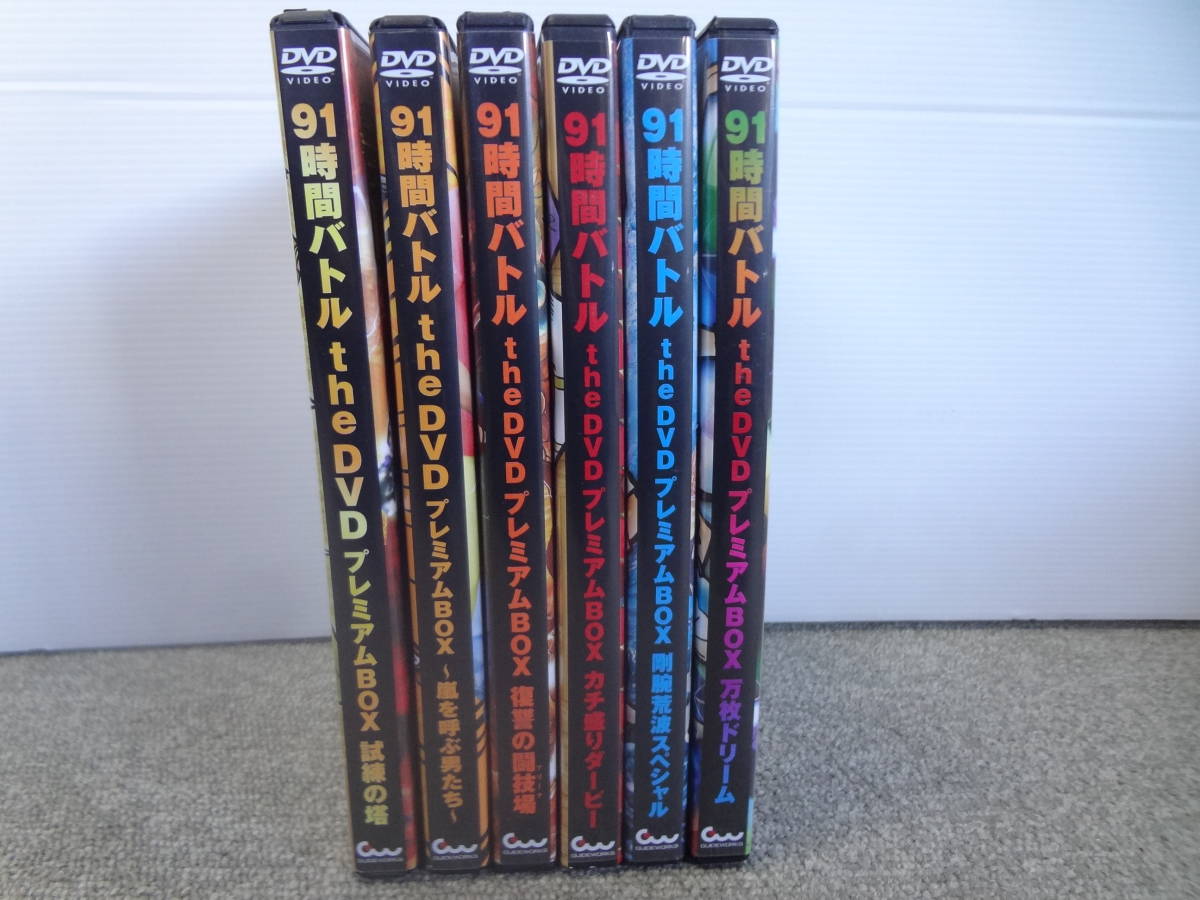 DVD
VIDEO
91時間バトル the DVD プレミアムBOX 試練の塔
GUIDEWORKS
DVD
VIDEO
91時間バトル the DVD プレミアムBOX ～嵐を呼ぶ男たち～
GUIDEWORKS
DVD
VIDEO
91時間バトル the DVD プレミアムBOX 復讐の闘技場
GUIDEWORKS
DVD
VIDEO
91時間バトル the DVD プレミアムBOX カチ盛りダービー
GUIDEWORKS
DVD
VIDEO
91時間バトル the DVD プレミアムBOX 剛腕荒波スペシャル
GUIDEWORKS
DVD
VIDEO
91時間バトル the DVD プレミアムBOX 万枚ドリーム
GUIDEWORKS